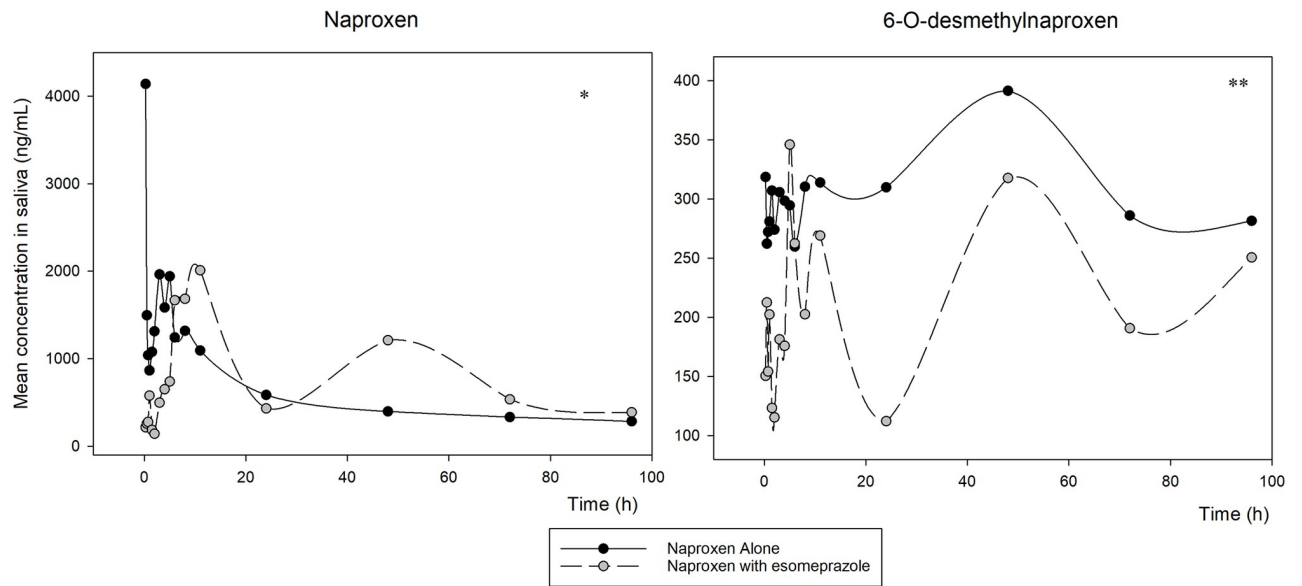 Naproxen
6-O-desmethylnaproxen
Mean concentration in saliva (ng/mL)
4000
3000
2000
1000
0
*
0 20 40 60 80 100
Time (h)
400
350
300
250
200
150
100
**
0 20 40 60 80 100
Time (h)
Naproxen Alone
Naproxen with esomeprazole